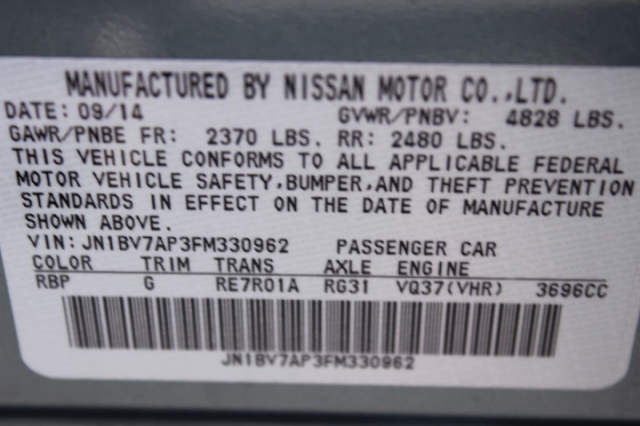 MANUFACTURED BY NISSAN MOTOR CO.,LTD.
DATE: 09/14 GVWR/PNBV: 4828 LBS.
GAWR/PNBE FR: 2370 LBS. RR: 2480 LBS.
THIS VEHICLE CONFORMS TO ALL APPLICABLE FEDERAL
MOTOR VEHICLE SAFETY,BUMPER,AND THEFT PREVENTION
STANDARDS IN EFFECT ON THE DATE OF MANUFACTURE
SHOWN ABOVE.
VIN: JN1BV7AP3FM330962 PASSENGER CAR
COLOR TRIM TRANS AXLE ENGINE
RBP G RE7R01A RG31 VQ37(VHR) 3696CC
JN1BV7AP3FM330962